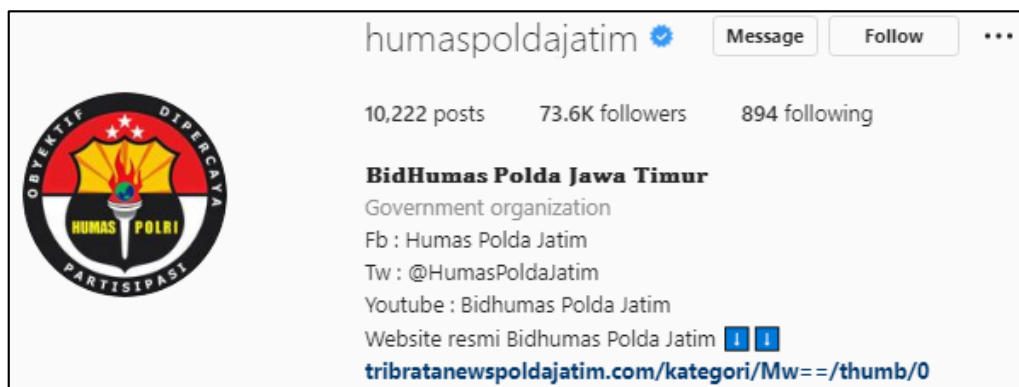 humaspoldajatim Message Follow ...
10,222 posts 73.6K followers 894 following
OBYEKTIF DIPERCAYA
HUMAS POLRI
PARTISIPASI
BidHumas Polda Jawa Timur
Government organization
Fb : Humas Polda Jatim
Tw : @HumasPoldaJatim
Youtube : Bidhumas Polda Jatim
Website resmi Bidhumas Polda Jatim ⬇️ ⬇️
tribratanewspoldajatim.com/kategori/Mw==/thumb/0